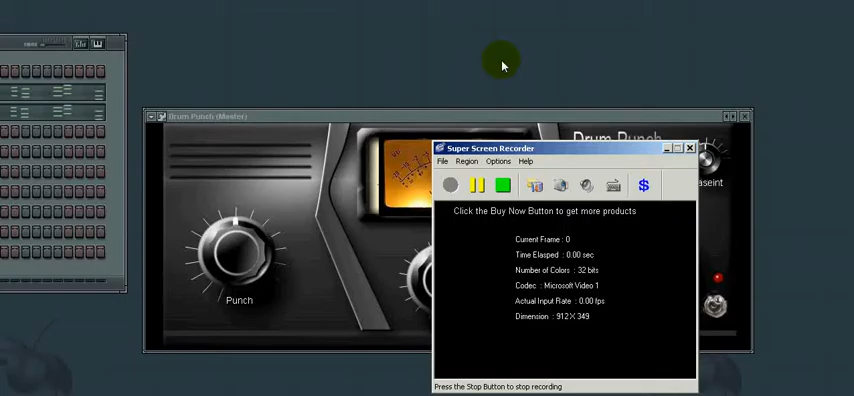 Drum Punch (Master)
Drum Punch
Super Screen Recorder
File Region Options Help
$
Click the Buy Now Button to get more products
Current Frame : 0
Time Elasped : 0.00 sec
Number of Colors : 32 bits
Codec : Microsoft Video 1
Actual Input Rate : 0.00 fps
Dimension : 912 X 349
Press the Stop Button to stop recording
Punch
aseint